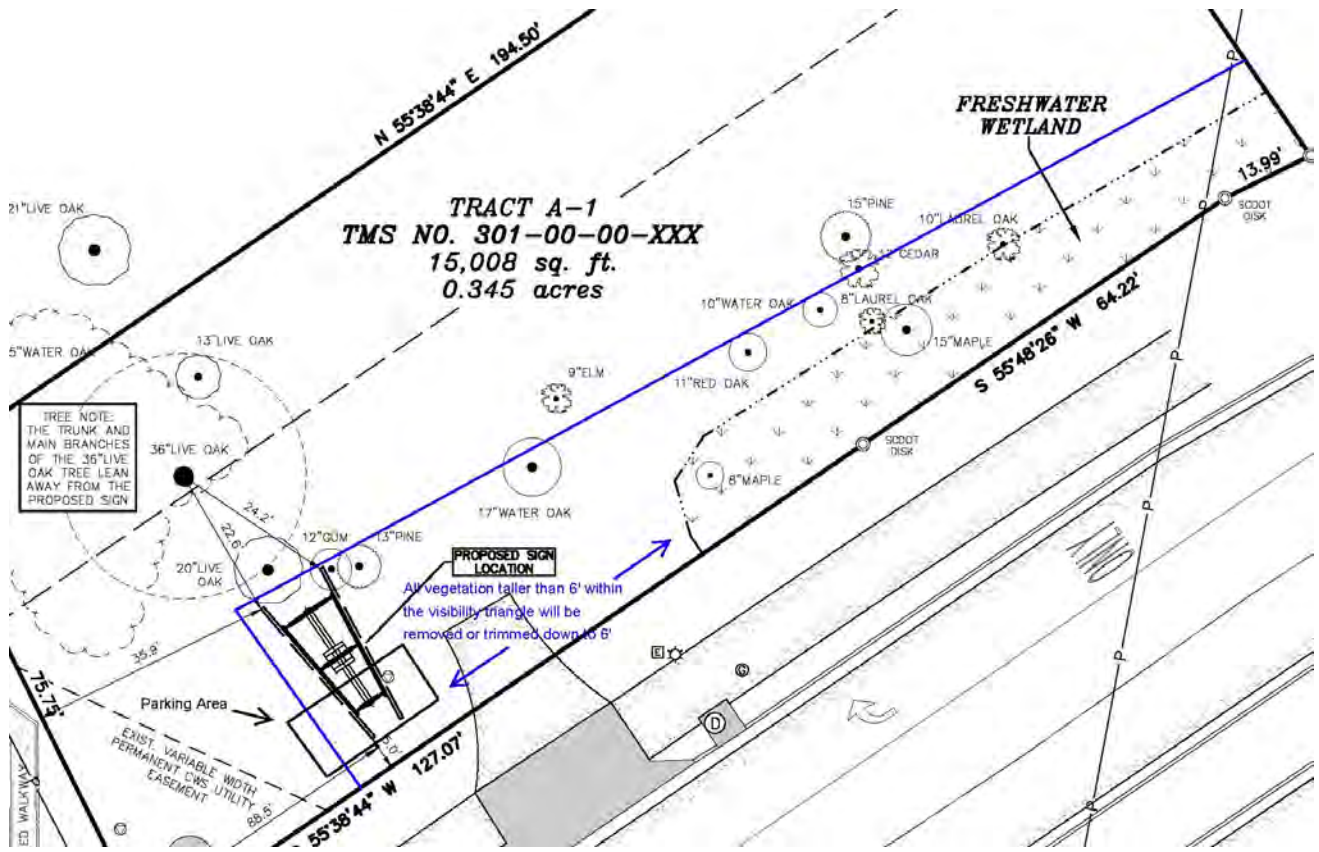 N 55°38'44" E 194.50'
FRESHWATER
WETLAND
13.99'
SCDOT
DISK
P
P
P
P
P
P
21"LIVE OAK
TRACT A-1
TMS NO. 301-00-00-XXX
15,008 sq. ft.
0.345 acres
15"PINE
10"LAUREL OAK
12"CEDAR
10"WATER OAK
8"LAUREL OAK
15"MAPLE
S 55°48'26" W 64.22'
5"WATER OAK
13"LIVE OAK
9"ELM
11"RED OAK
TREE NOTE:
THE TRUNK AND
MAIN BRANCHES
OF THE 36"LIVE
OAK TREE LEAN
AWAY FROM THE
PROPOSED SIGN
36"LIVE OAK
24.2'
22.6'
17"WATER OAK
8"MAPLE
SCDOT
DISK
12"GUM
13"PINE
20"LIVE
OAK
PROPOSED SIGN
LOCATION
All vegetation taller than 6' within
the visibility triangle will be
removed or trimmed down to 6'
ONLY
35.9'
75.75'
Parking Area
E
G
D
5.0'
EXIST. VARIABLE WIDTH
PERMANENT CWS UTILITY
EASEMENT
88.5'
55°38'44" W 127.07'
ED WALKWAY
P